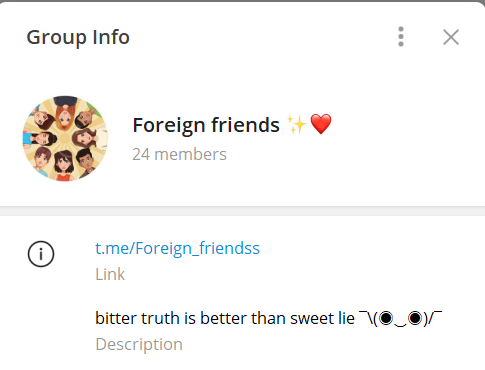 Group Info
Foreign friends ✨❤️
24 members
t.me/Foreign_friendss
Link
bitter truth is better than sweet lie ¯\(◉‿◉)/¯
Description